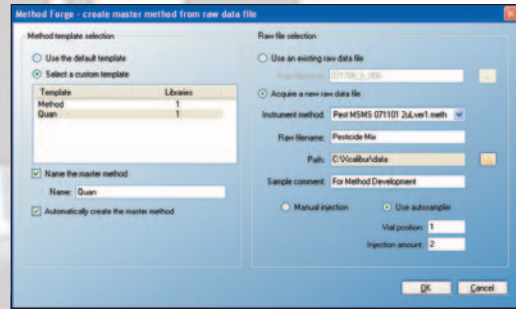 Method Forge - create master method from raw data file
Method template selection
Use the default template
Select a custom template
Template Libraries
Method 1
Quan 1
Name the master method
Name: Quan
Automatically create the master method
Raw file selection
Use an existing raw data file
Acquire a new raw data file
Instrument method: Pest MSMS 071101 2uLver1.meth
Raw filename: Pesticide Mix
Path: C:\Xcalibur\data
Sample comment: For Method Development
Manual injection Use autosampler
Vial position: 1
Injection amount: 2
OK Cancel